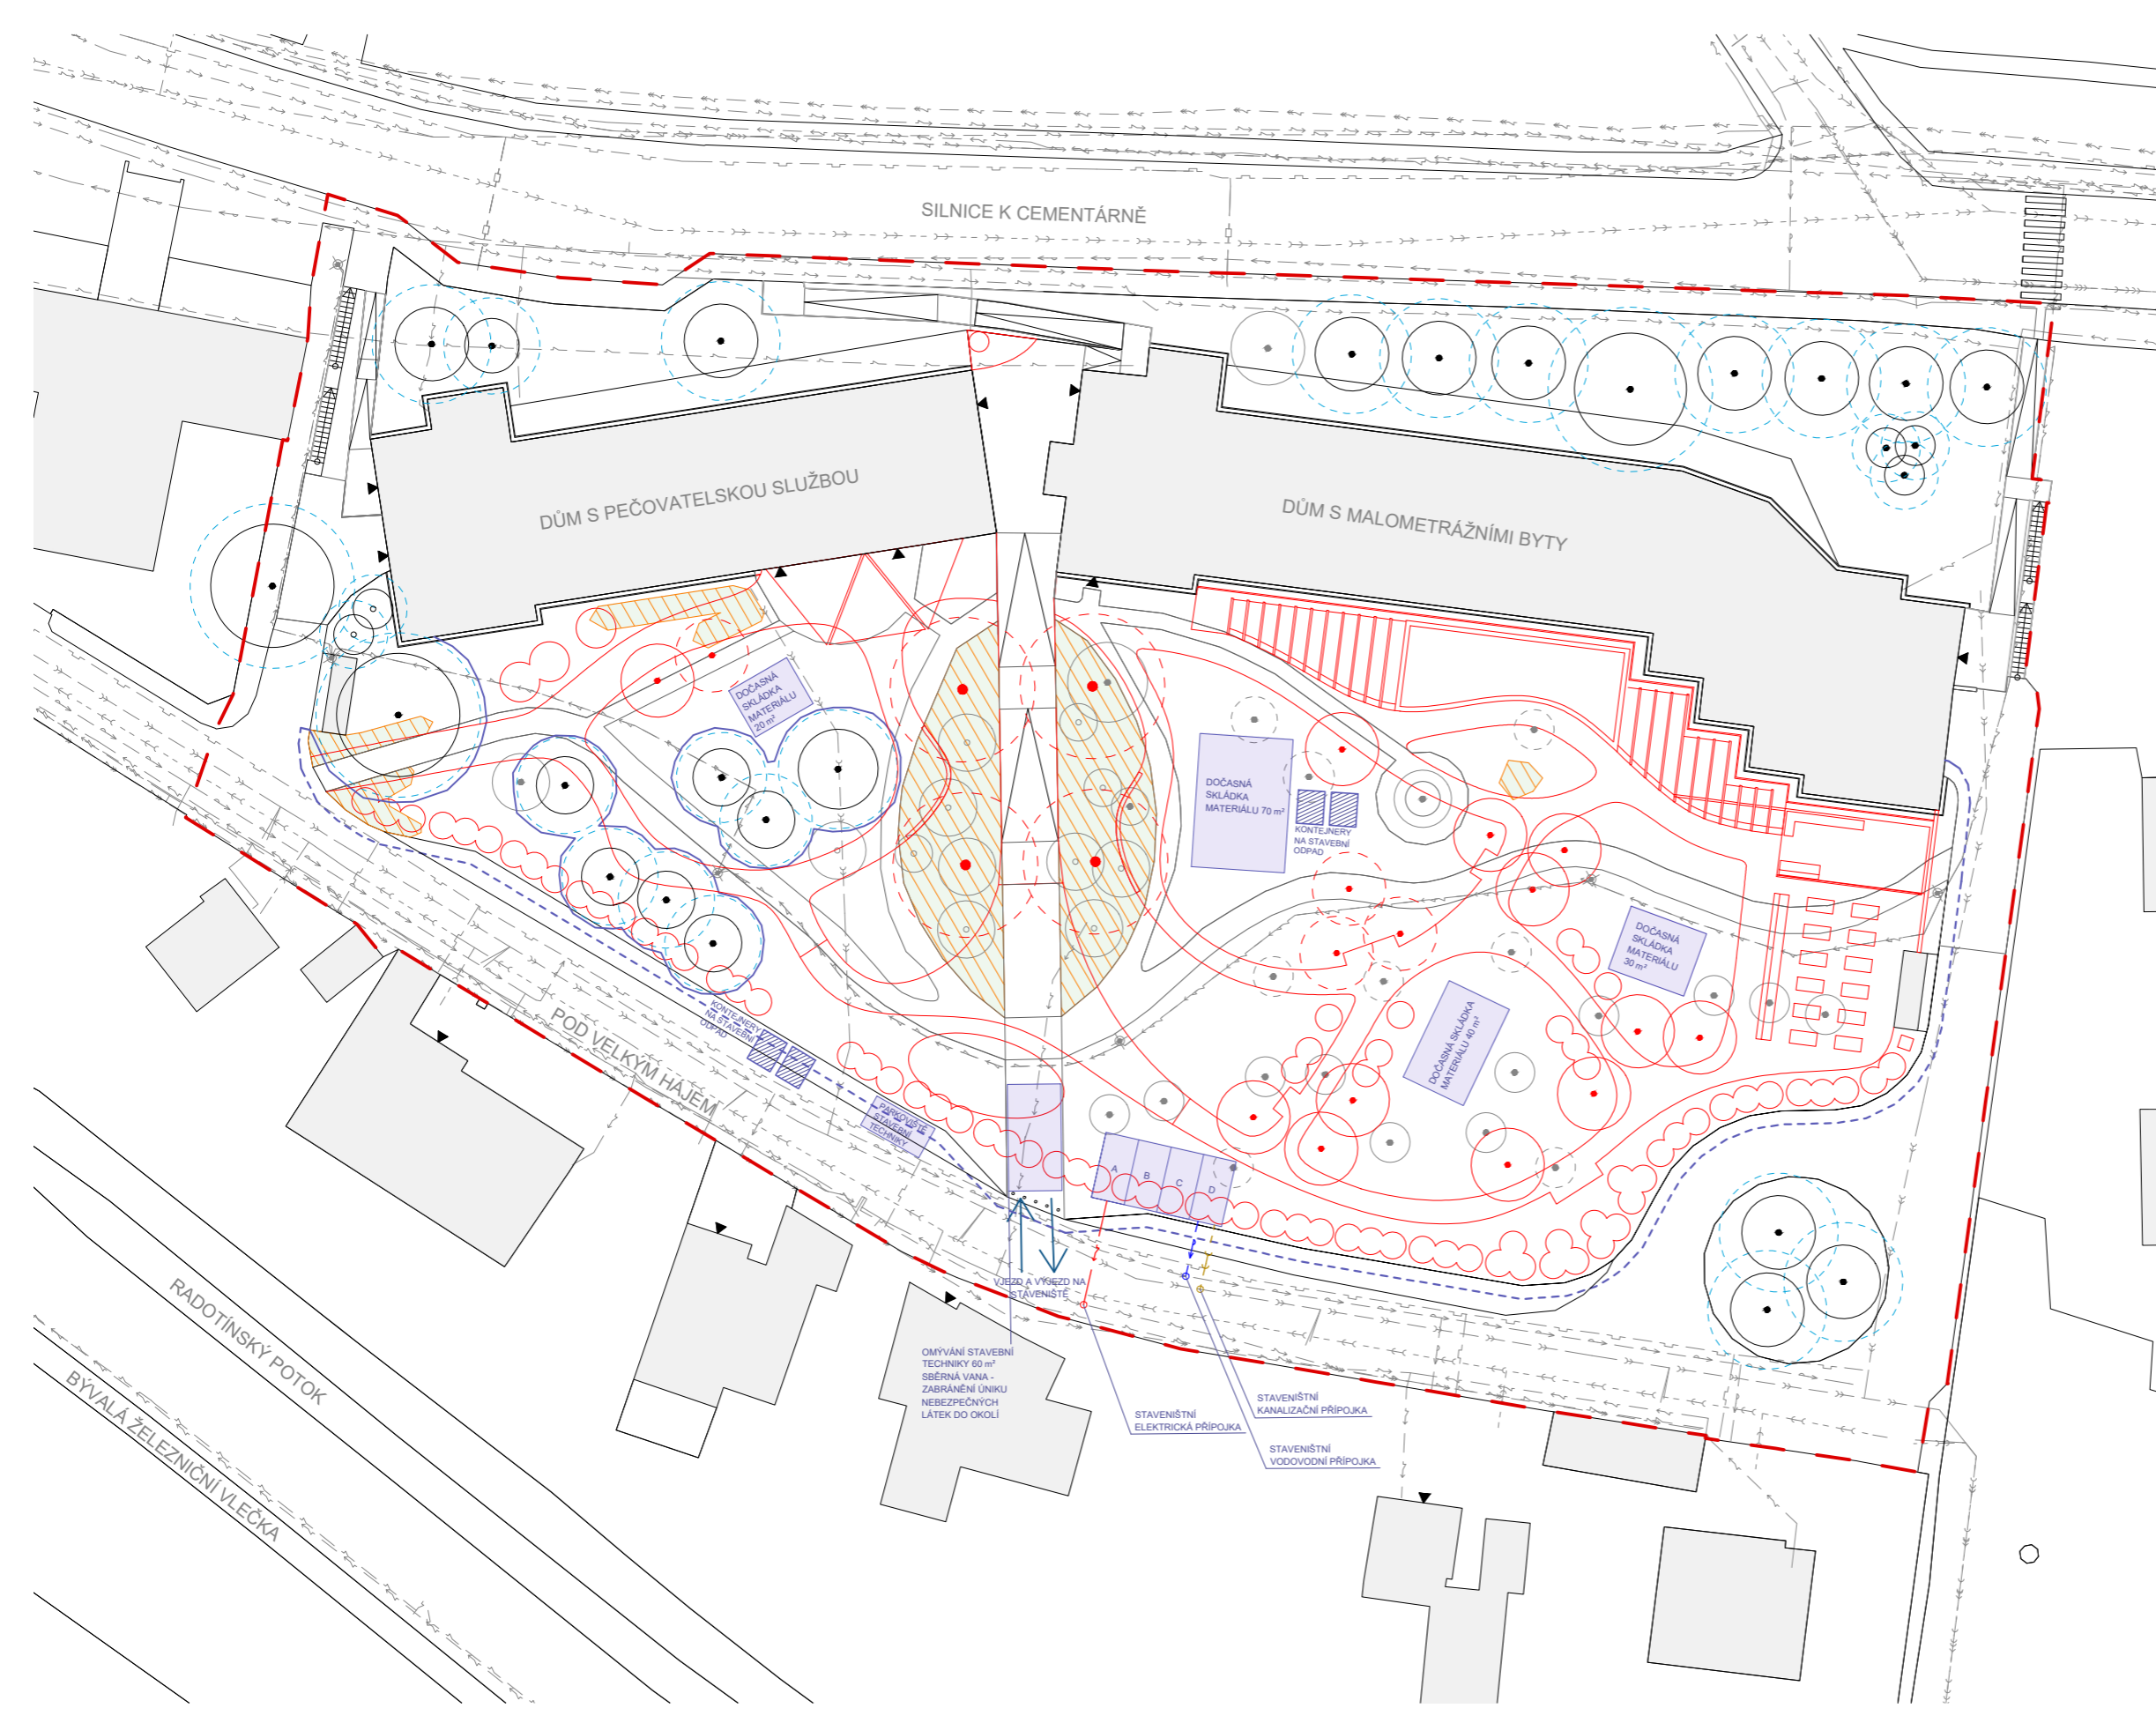 SILNICE K CEMENTÁRNĚ
DŮM S PEČOVATELSKOU SLUŽBOU
DŮM S MALOMETRÁŽNÍMI BYTY
DOČASNÁ
SKLÁDKA
MATERIÁLU
20 m²
DOČASNÁ
SKLÁDKA
MATERIÁLU 70 m²
KONTEJNERY
NA STAVEBNÍ
ODPAD
DOČASNÁ
SKLÁDKA
MATERIÁLU
30 m²
DOČASNÁ SKLÁDKA
MATERIÁLU 40 m²
KONTEJNERY
NA STAVEBNÍ
ODPAD
POD VELKÝM HÁJEM
PARKOVIŠTĚ
STAVEBNÍ
TECHNIKY
A
B
C
D
VJEZD A VÝJEZD NA
STAVENIŠTĚ
RADOTÍNSKÝ POTOK
BÝVALÁ ŽELEZNIČNÍ VLEČKA
OMÝVÁNÍ STAVEBNÍ
TECHNIKY 60 m²
SBĚRNÁ VANA -
ZABRÁNĚNÍ ÚNIKU
NEBEZPEČNÝCH
LÁTEK DO OKOLÍ
STAVENIŠTNÍ
ELEKTRICKÁ PŘÍPOJKA
STAVENIŠTNÍ
KANALIZAČNÍ PŘÍPOJKA
STAVENIŠTNÍ
VODOVODNÍ PŘÍPOJKA